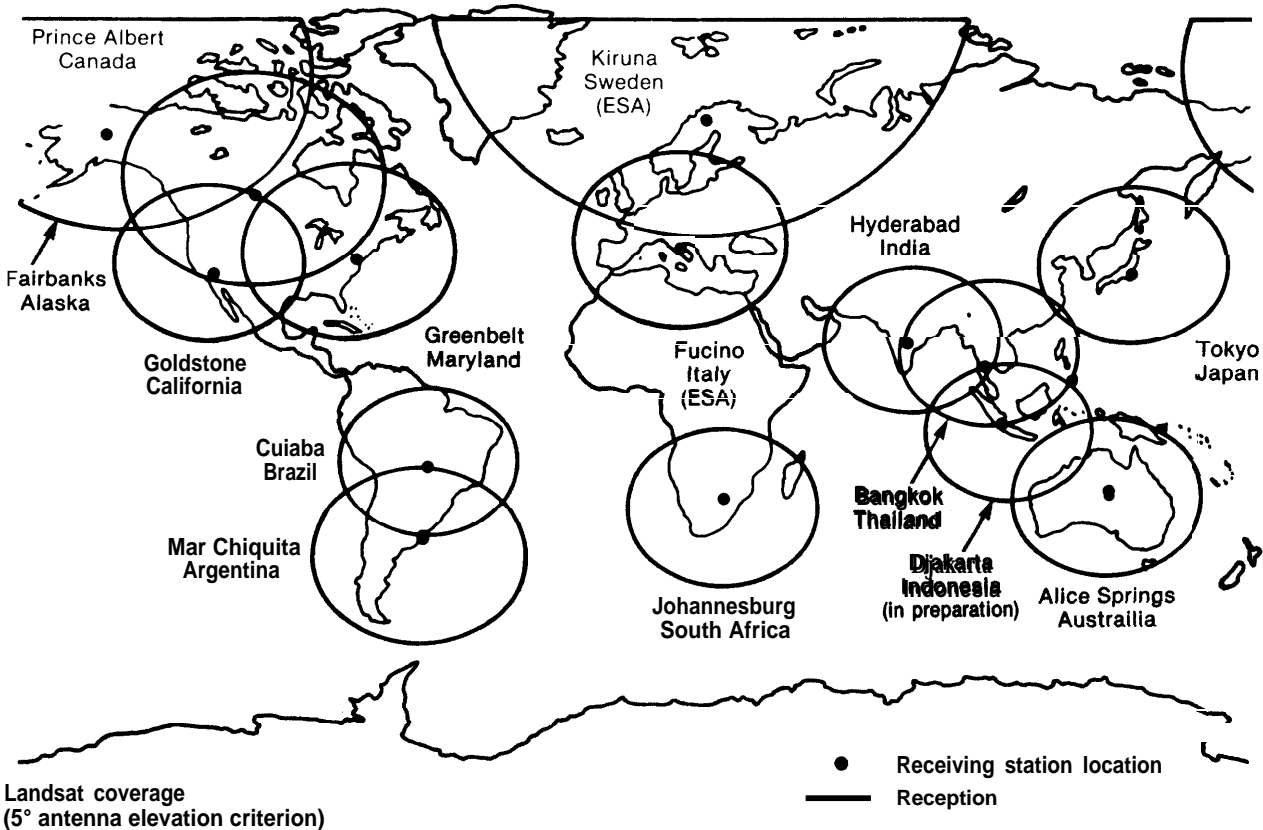 Prince Albert
Canada
Kiruna
Sweden
(ESA)
Hyderabad
India
Fairbanks
Alaska
Greenbelt
Maryland
Goldstone
California
Fucino
Italy
(ESA)
Tokyo
Japan
Cuiaba
Brazil
Bangkok
Thailand
Mar Chiquita
Argentina
Djakarta
Indonesia
(in preparation)
Johannesburg
South Africa
Alice Springs
Austrailia
Receiving station location
Reception
Landsat coverage
(5° antenna elevation criterion)